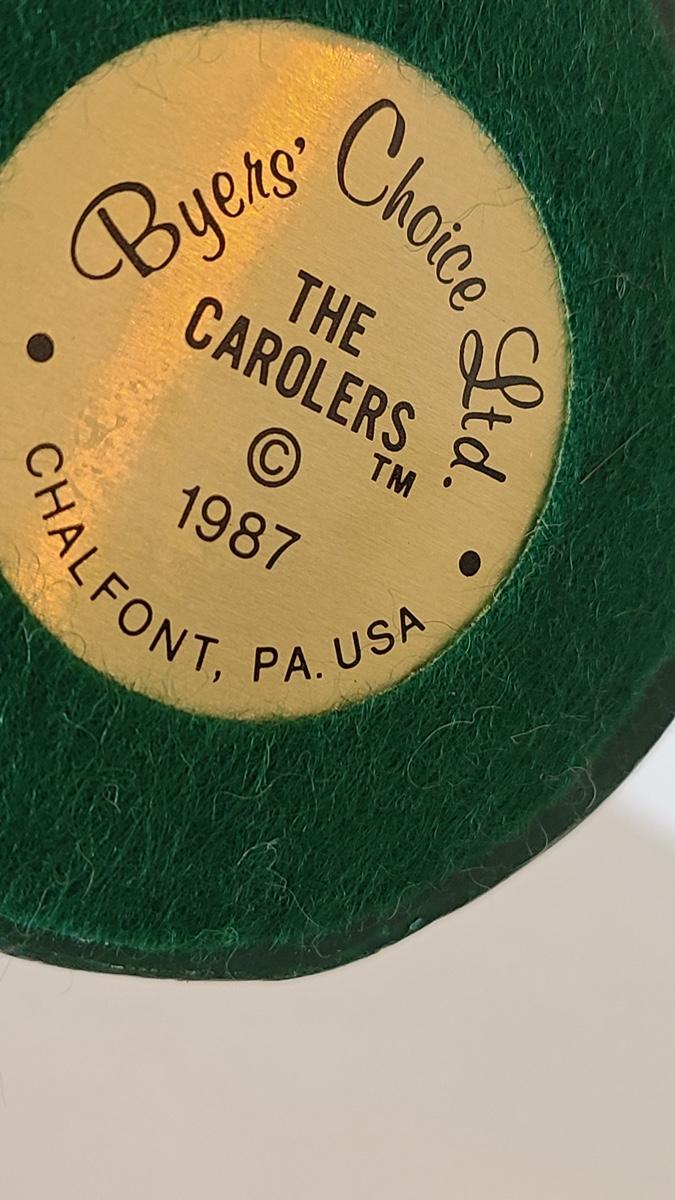 Byers' Choice Ltd.
THE
CAROLERS
TM
©
1987
CHALFONT, PA. USA